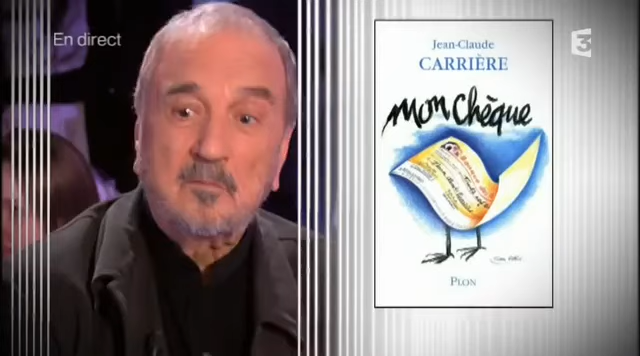 En direct
3
Jean-Claude
CARRIÈRE
Mon Chèque
PLON